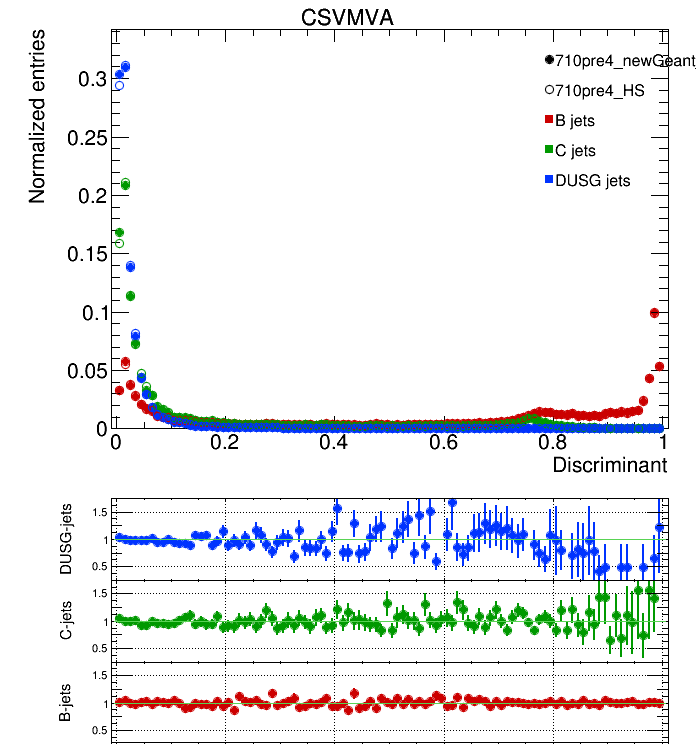 CSVMVA
Normalized entries
710pre4_newGeant
710pre4_HS
B jets
C jets
DUSG jets
0.3
0.25
0.2
0.15
0.1
0.05
0
0 0.2 0.4 0.6 0.8 1
Discriminant
DUSG-jets
1.5
1
0.5
C-jets
1.5
1
0.5
B-jets
1.5
1
0.5